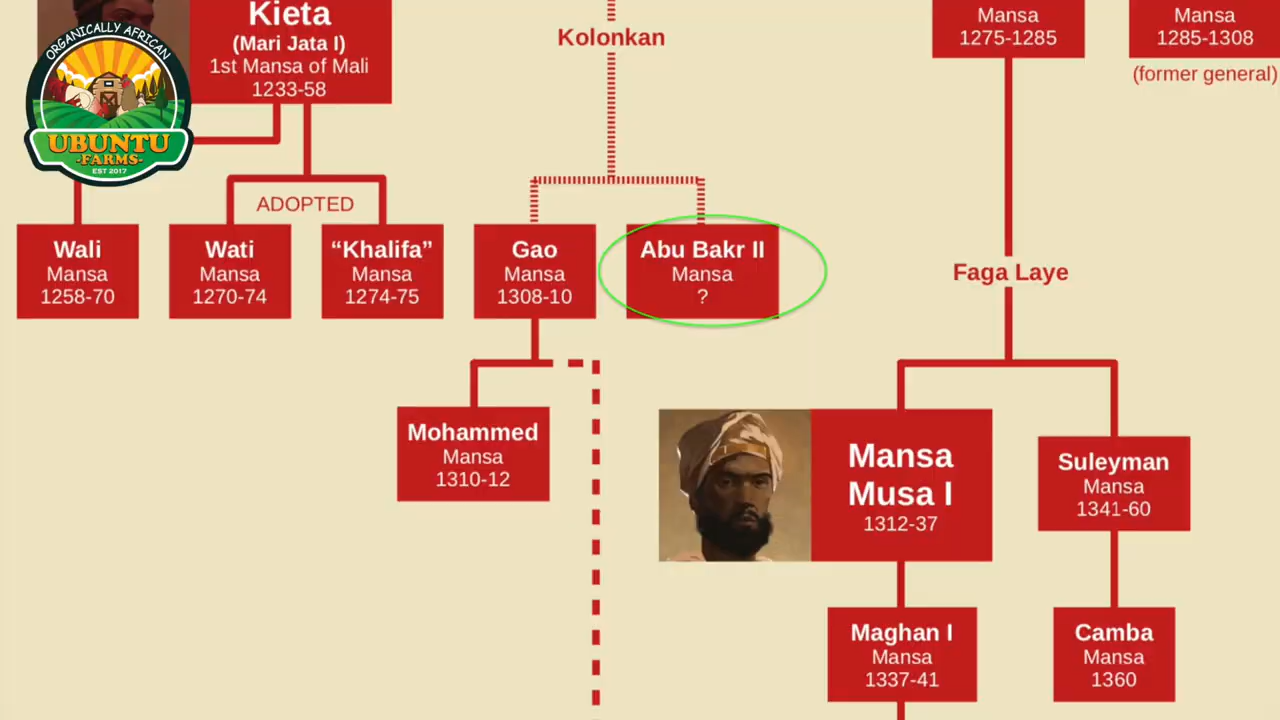 Kieta
(Mari Jata I)
1st Mansa of Mali
1233-58
ORGANICALLY AFRICAN
UBUNTU
-FARMS-
EST 2017
Kolonkan
Mansa
1275-1285
Mansa
1285-1308
(former general)
ADOPTED
Wali
Mansa
1258-70
Wati
Mansa
1270-74
“Khalifa”
Mansa
1274-75
Gao
Mansa
1308-10
Abu Bakr II
Mansa
?
Faga Laye
Mohammed
Mansa
1310-12
Mansa
Musa I
1312-37
Suleyman
Mansa
1341-60
Maghan I
Mansa
1337-41
Camba
Mansa
1360